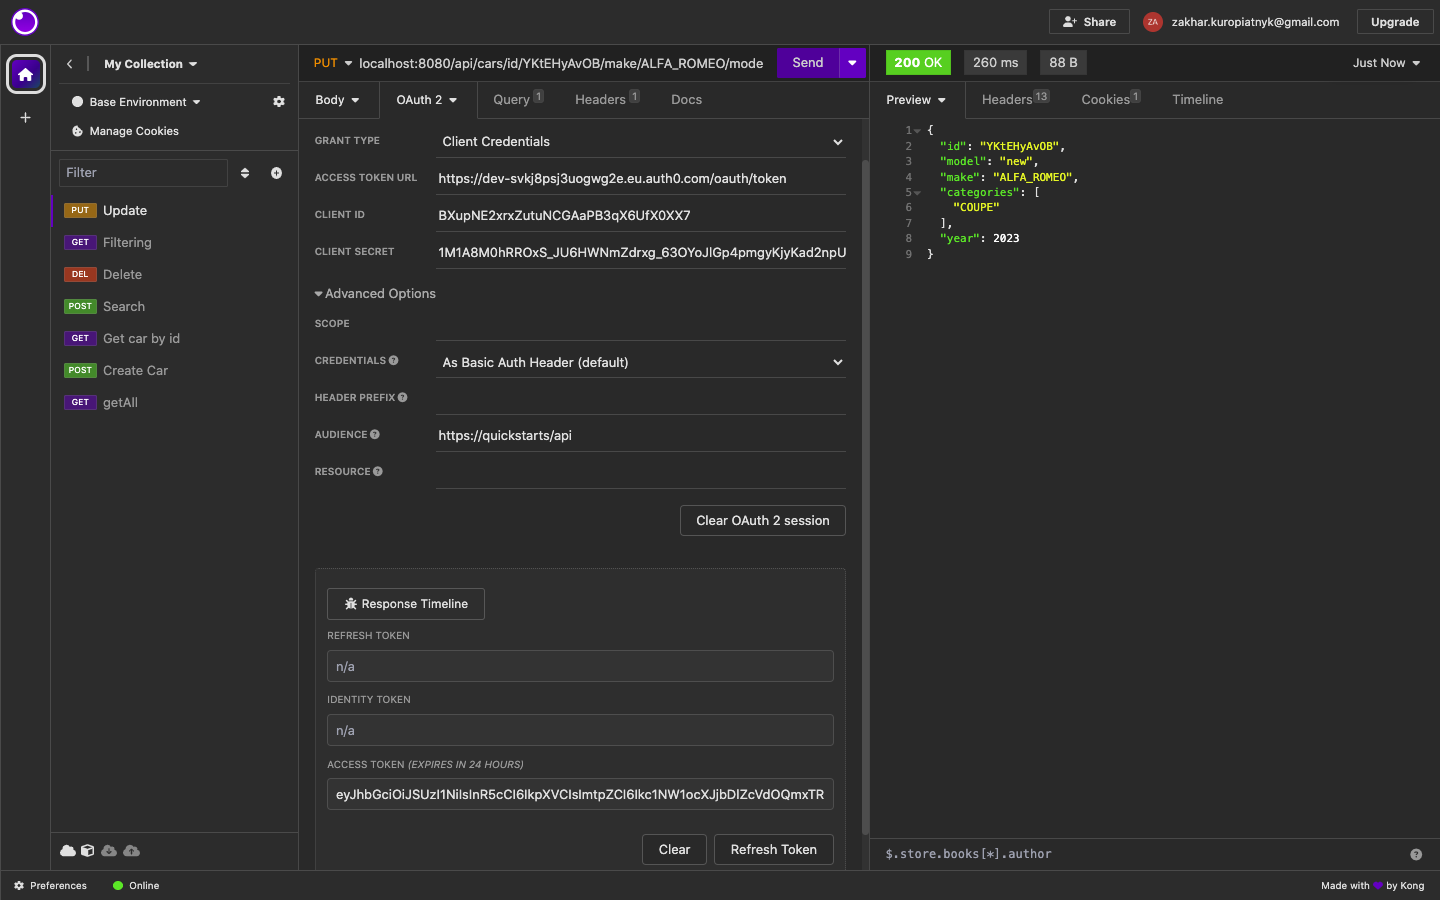 Share
ZA
zakhar.kuropiatnyk@gmail.com
Upgrade
My Collection
Base Environment
Manage Cookies
Filter
PUT Update
GET Filtering
DEL Delete
POST Search
GET Get car by id
POST Create Car
GET getAll
PUT localhost:8080/api/cars/id/YKtEHyAvOB/make/ALFA_ROMEO/mode
Send
Body
OAuth 2
Query 1
Headers 1
Docs
GRANT TYPE Client Credentials
ACCESS TOKEN URL https://dev-svkj8psj3uogwg2e.eu.auth0.com/oauth/token
CLIENT ID BXupNE2xrxZutuNCGAaPB3qX6UfX0XX7
CLIENT SECRET 1M1A8M0hRROxS_JU6HWNmZdrxg_63OYoJlGp4pmgyKjyKad2npU
Advanced Options
SCOPE
CREDENTIALS ? As Basic Auth Header (default)
HEADER PREFIX ?
AUDIENCE ? https://quickstarts/api
RESOURCE ?
Clear OAuth 2 session
Response Timeline
REFRESH TOKEN
n/a
IDENTITY TOKEN
n/a
ACCESS TOKEN (EXPIRES IN 24 HOURS)
eyJhbGciOiJSUzI1NiIsInR5cCI6IkpXVCIsImtpZCI6Ikc1NW1ocXJjbDlZcVdOQmxTR
Clear
Refresh Token
200 OK
260 ms
88 B
Just Now
Preview
Headers 13
Cookies 1
Timeline
1 {
2 "id": "YKtEHyAvOB",
3 "model": "new",
4 "make": "ALFA_ROMEO",
5 "categories": [
6 "COUPE"
7 ],
8 "year": 2023
9 }
$.store.books[*].author
?
Preferences
Online
Made with
by Kong